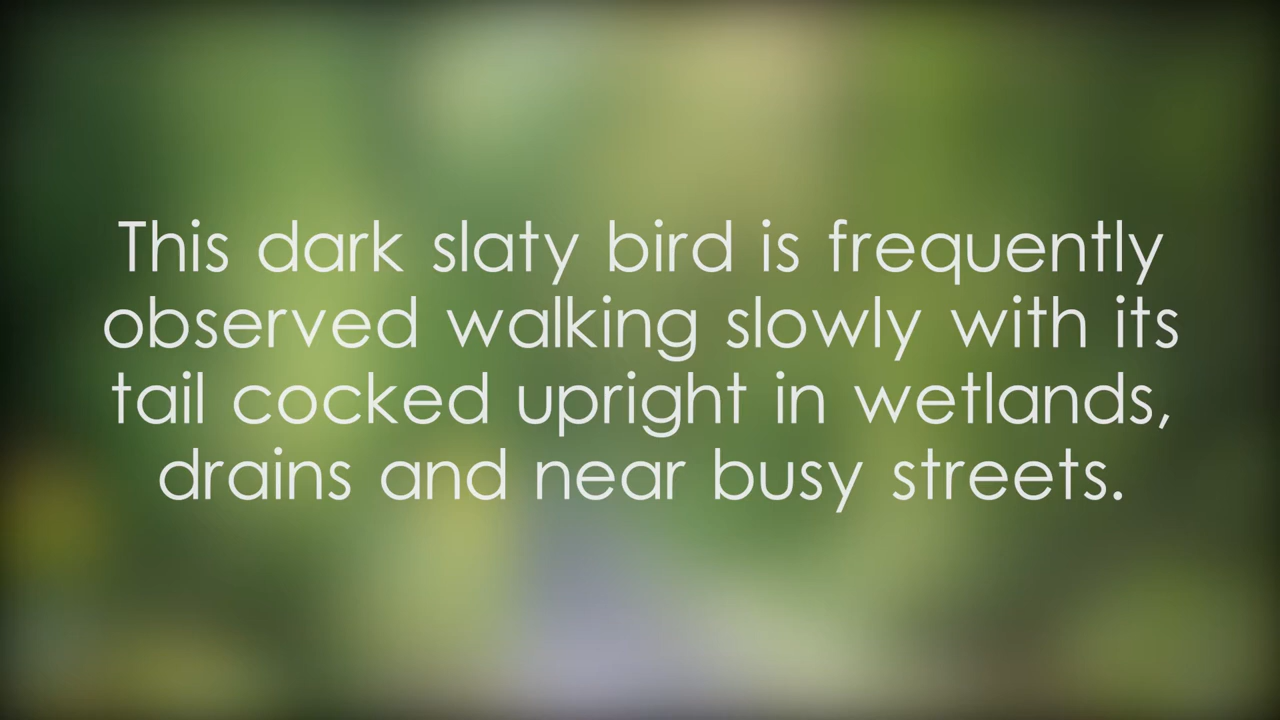 This dark slaty bird is frequently
observed walking slowly with its
tail cocked upright in wetlands,
drains and near busy streets.